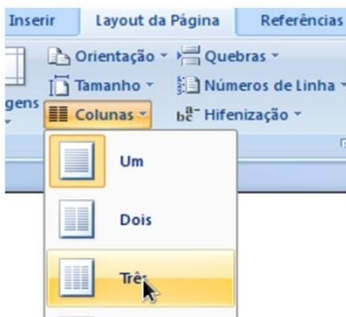 Inserir Layout da Página Referências
Orientação Quebras
Tamanho Números de Linha
gens Colunas Hifenização
Um
Dois
Três